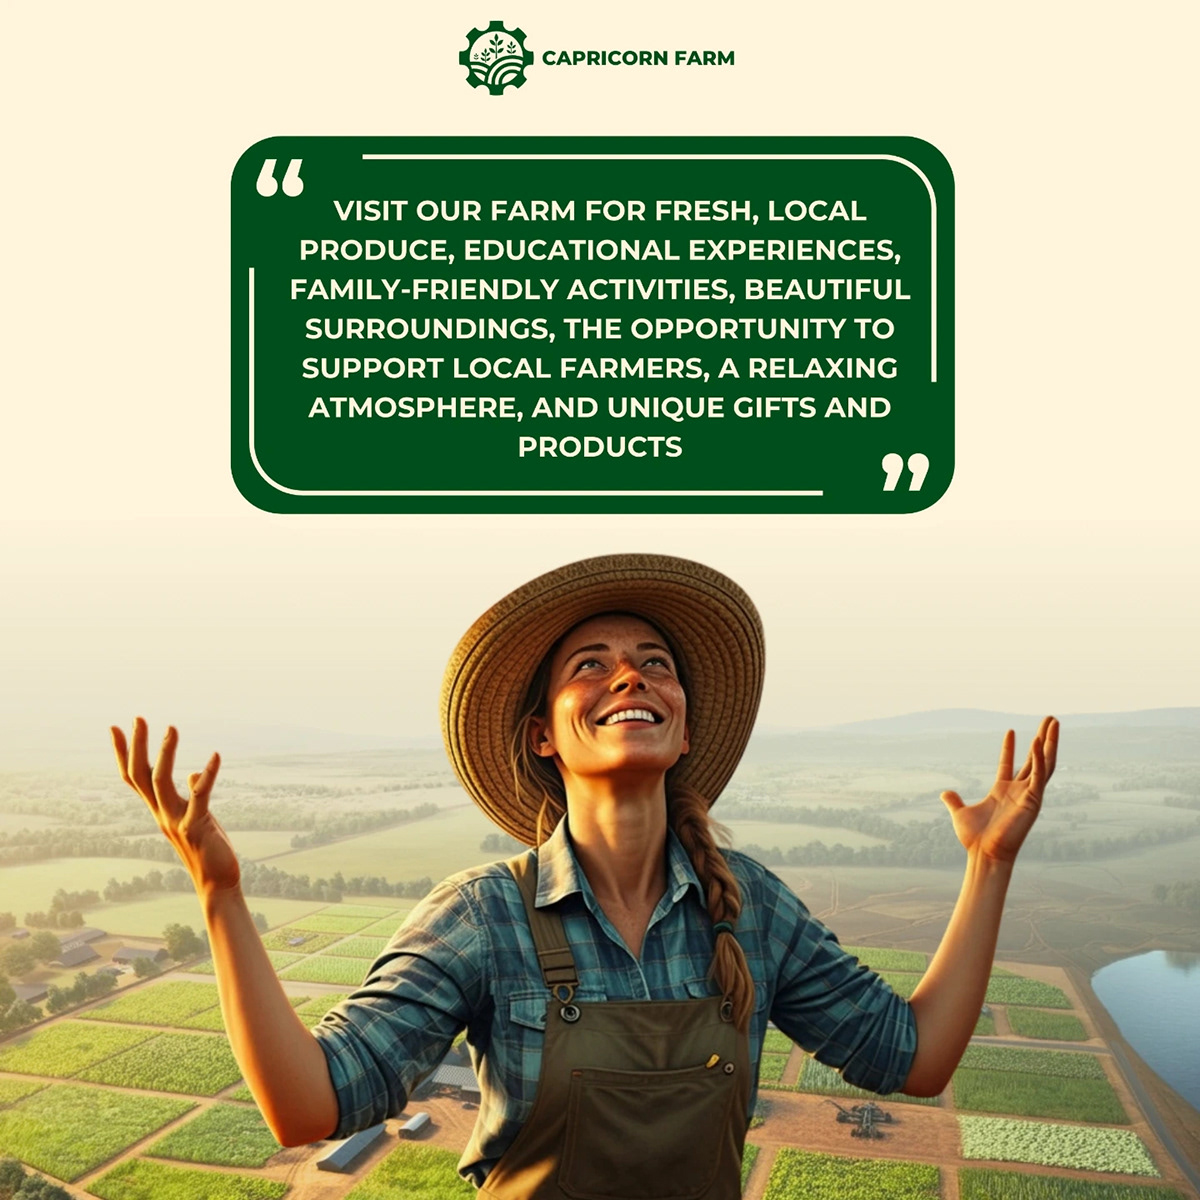 CAPRICORN FARM
“
VISIT OUR FARM FOR FRESH, LOCAL
PRODUCE, EDUCATIONAL EXPERIENCES,
FAMILY-FRIENDLY ACTIVITIES, BEAUTIFUL
SURROUNDINGS, THE OPPORTUNITY TO
SUPPORT LOCAL FARMERS, A RELAXING
ATMOSPHERE, AND UNIQUE GIFTS AND
PRODUCTS
”